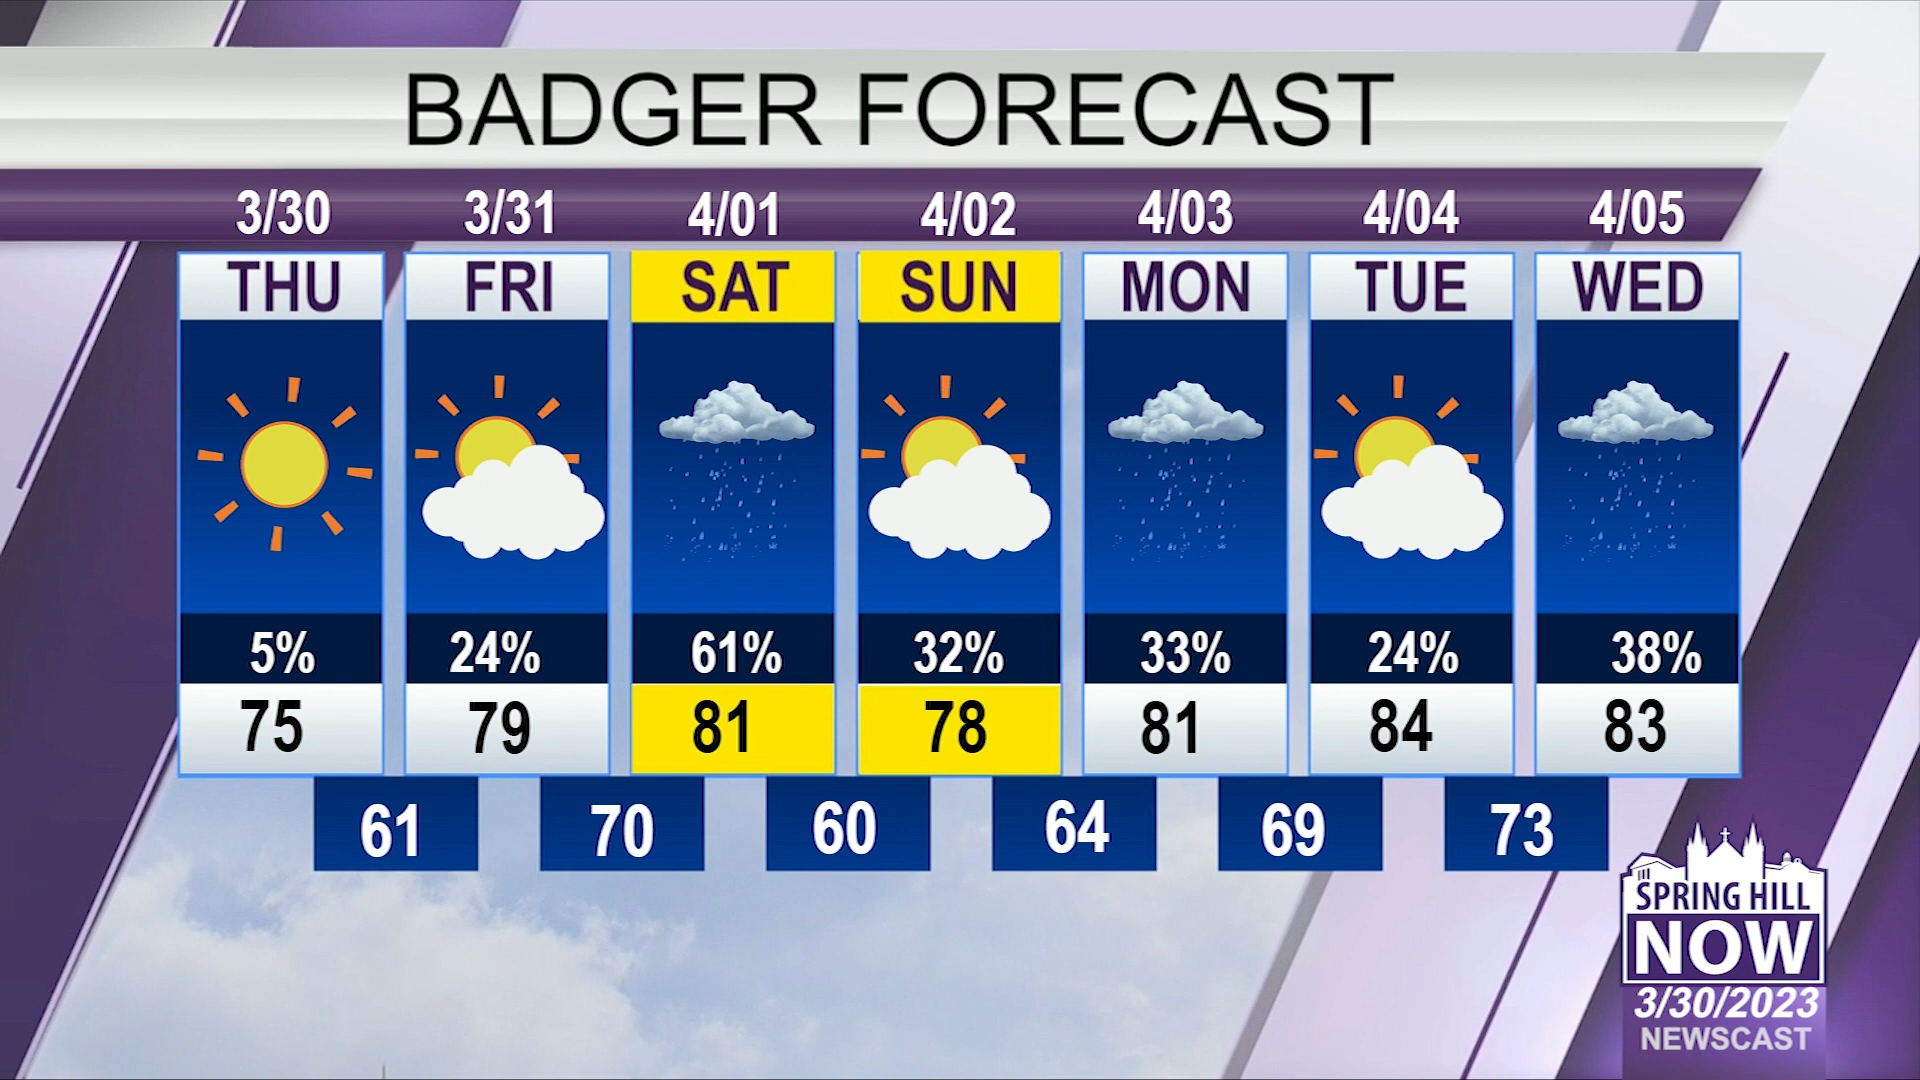 BADGER FORECAST
3/30 3/31 4/01 4/02 4/03 4/04 4/05
THU FRI SAT SUN MON TUE WED
5% 24% 61% 32% 33% 24% 38%
75 79 81 78 81 84 83
61 70 60 64 69 73
SPRING HILL
NOW
3/30/2023
NEWSCAST